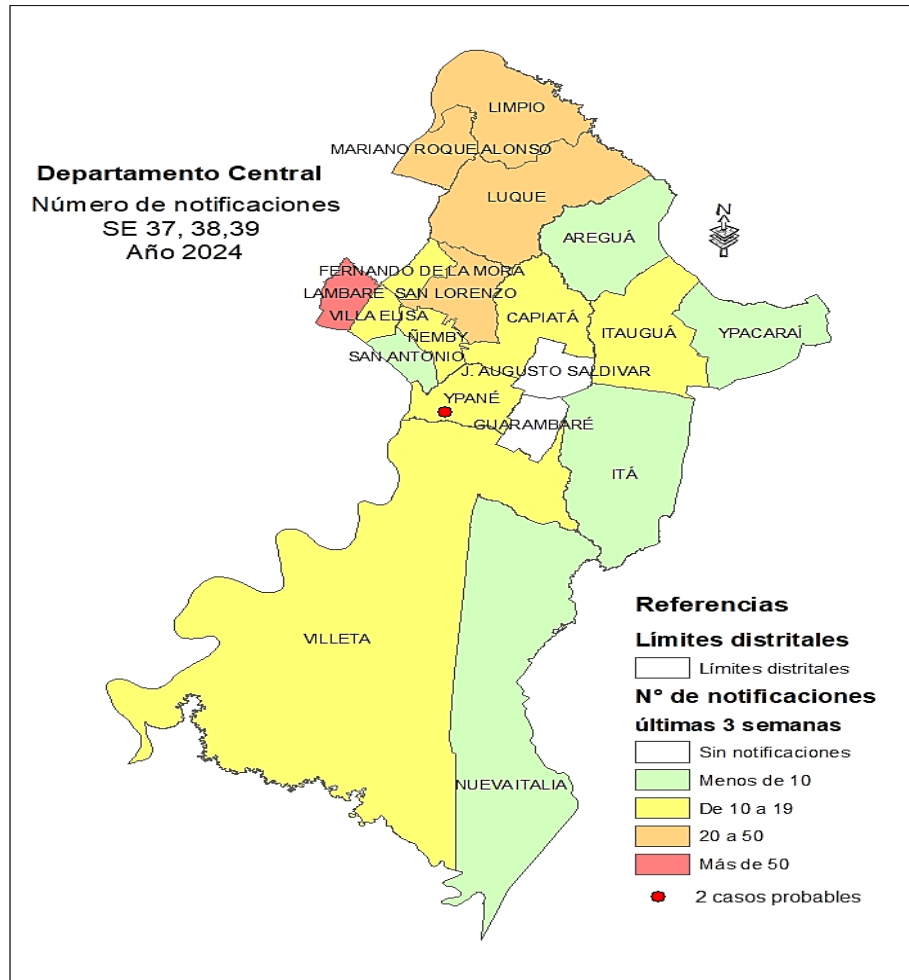 Departamento Central
Número de notificaciones
SE 37, 38,39
Año 2024
LIMPIO
MARIANO ROQUE ALONSO
LUQUE
N
AREGUÁ
FERNANDO DE LA MORA
LAMBARÉ
SAN LORENZO
VILLA ELISA
CAPIATÁ
ITAUGUÁ
YPACARAÍ
ÑEMBY
SAN ANTONIO
J. AUGUSTO SALDIVAR
YPANÉ
GUARAMBARÉ
ITÁ
VILLETA
NUEVA ITALIA
Referencias
Límites distritales
Límites distritales
N° de notificaciones
últimas 3 semanas
Sin notificaciones
Menos de 10
De 10 a 19
20 a 50
Más de 50
2 casos probables